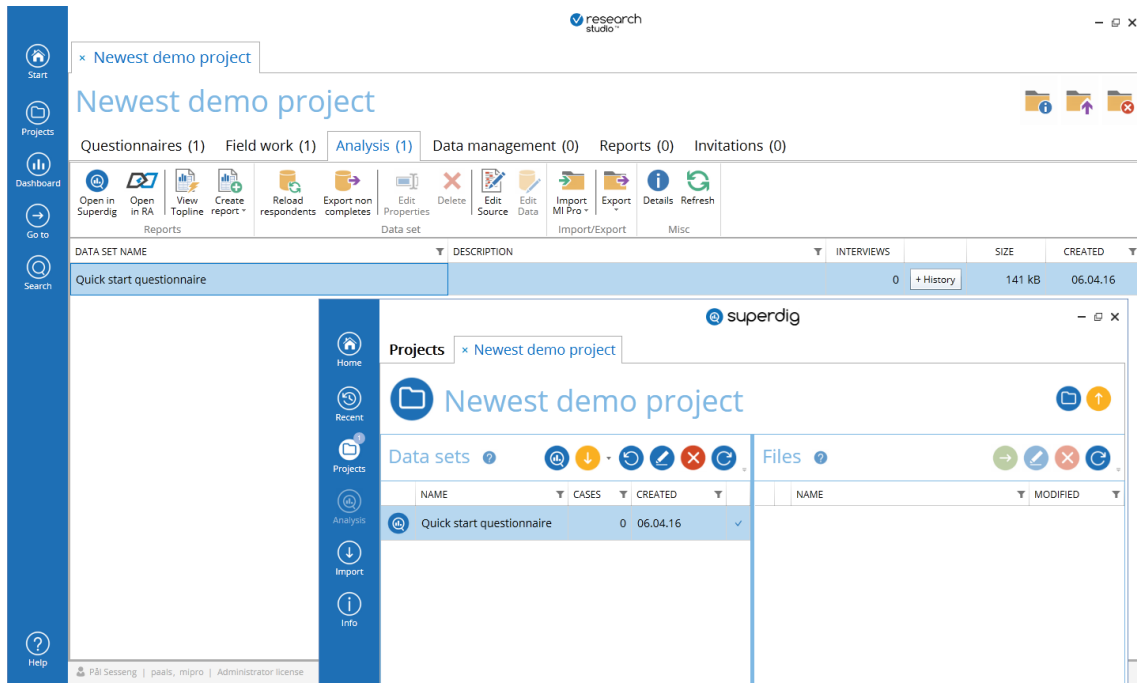 research
studio™
× Newest demo project
Start
Newest demo project
Projects
Questionnaires (1) Field work (1) Analysis (1) Data management (0) Reports (0) Invitations (0)
Dashboard
Open in Superdig
Open in RA
View Topline
Create report
Reload respondents
Export non completes
Edit Properties
Delete
Edit Source
Edit Data
Import MI Pro
Export
Details
Refresh
Reports
Data set
Import/Export
Misc
Go to
DATA SET NAME DESCRIPTION INTERVIEWS SIZE CREATED
Search
Quick start questionnaire 0 + History 141 kB 06.04.16
superdig
Home
Projects × Newest demo project
Recent
Newest demo project
1
Projects
Data sets ? Files ?
NAME CASES CREATED NAME MODIFIED
Analysis
Quick start questionnaire 0 06.04.16
Import
Info
Help
Pål Sesseng | paals, mipro | Administrator license